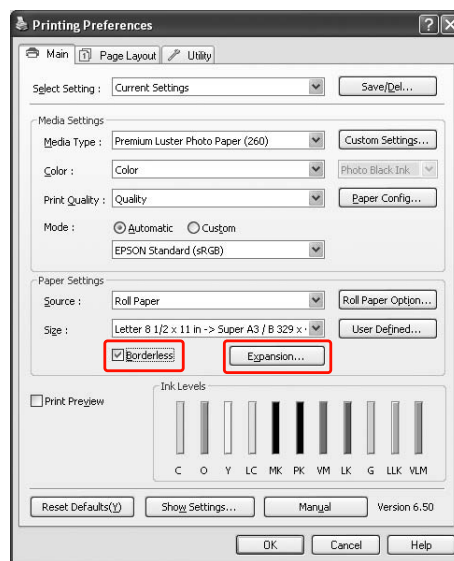 Printing Preferences
Main Page Layout Utility
Select Setting : Current Settings Save/Del...
Media Settings
Media Type : Premium Luster Photo Paper (260) Custom Settings...
Color : Color Photo Black Ink
Print Quality : Quality Paper Config...
Mode : Automatic Custom
EPSON Standard (sRGB)
Paper Settings
Source : Roll Paper Roll Paper Option...
Size : Letter 8 1/2 x 11 in -> Super A3 / B 329 x User Defined...
Borderless Expansion...
Print Preview Ink Levels
C O Y LC MK PK VM LK G LLK VLM
Reset Defaults(Y) Show Settings... Manual Version 6.50
OK Cancel Help